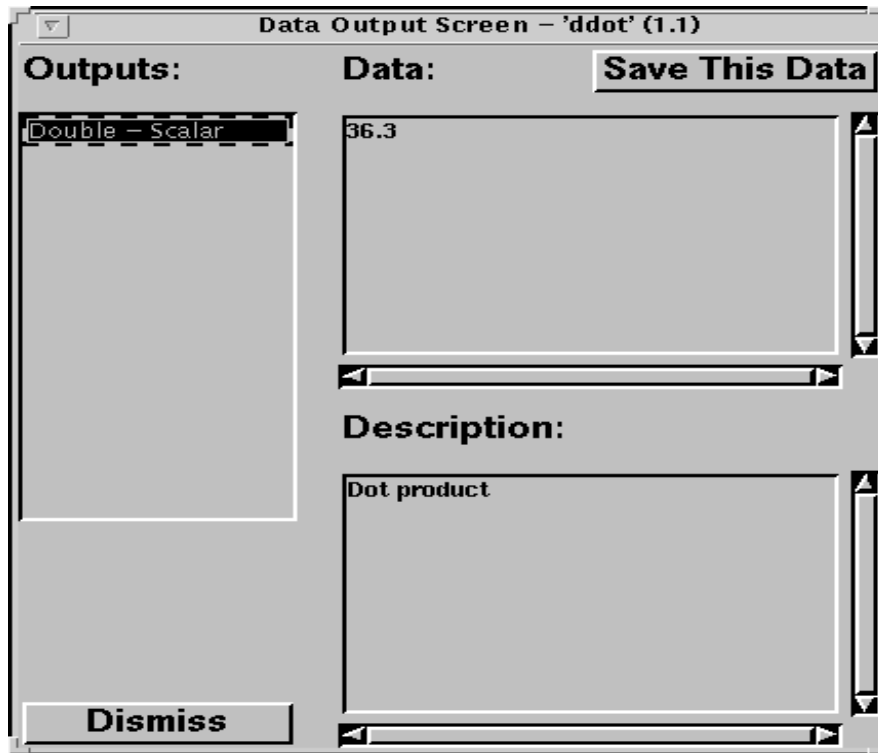 Data Output Screen – 'ddot' (1.1)
Outputs:
Data:
Save This Data
Double – Scalar
36.3
Description:
Dot product
Dismiss